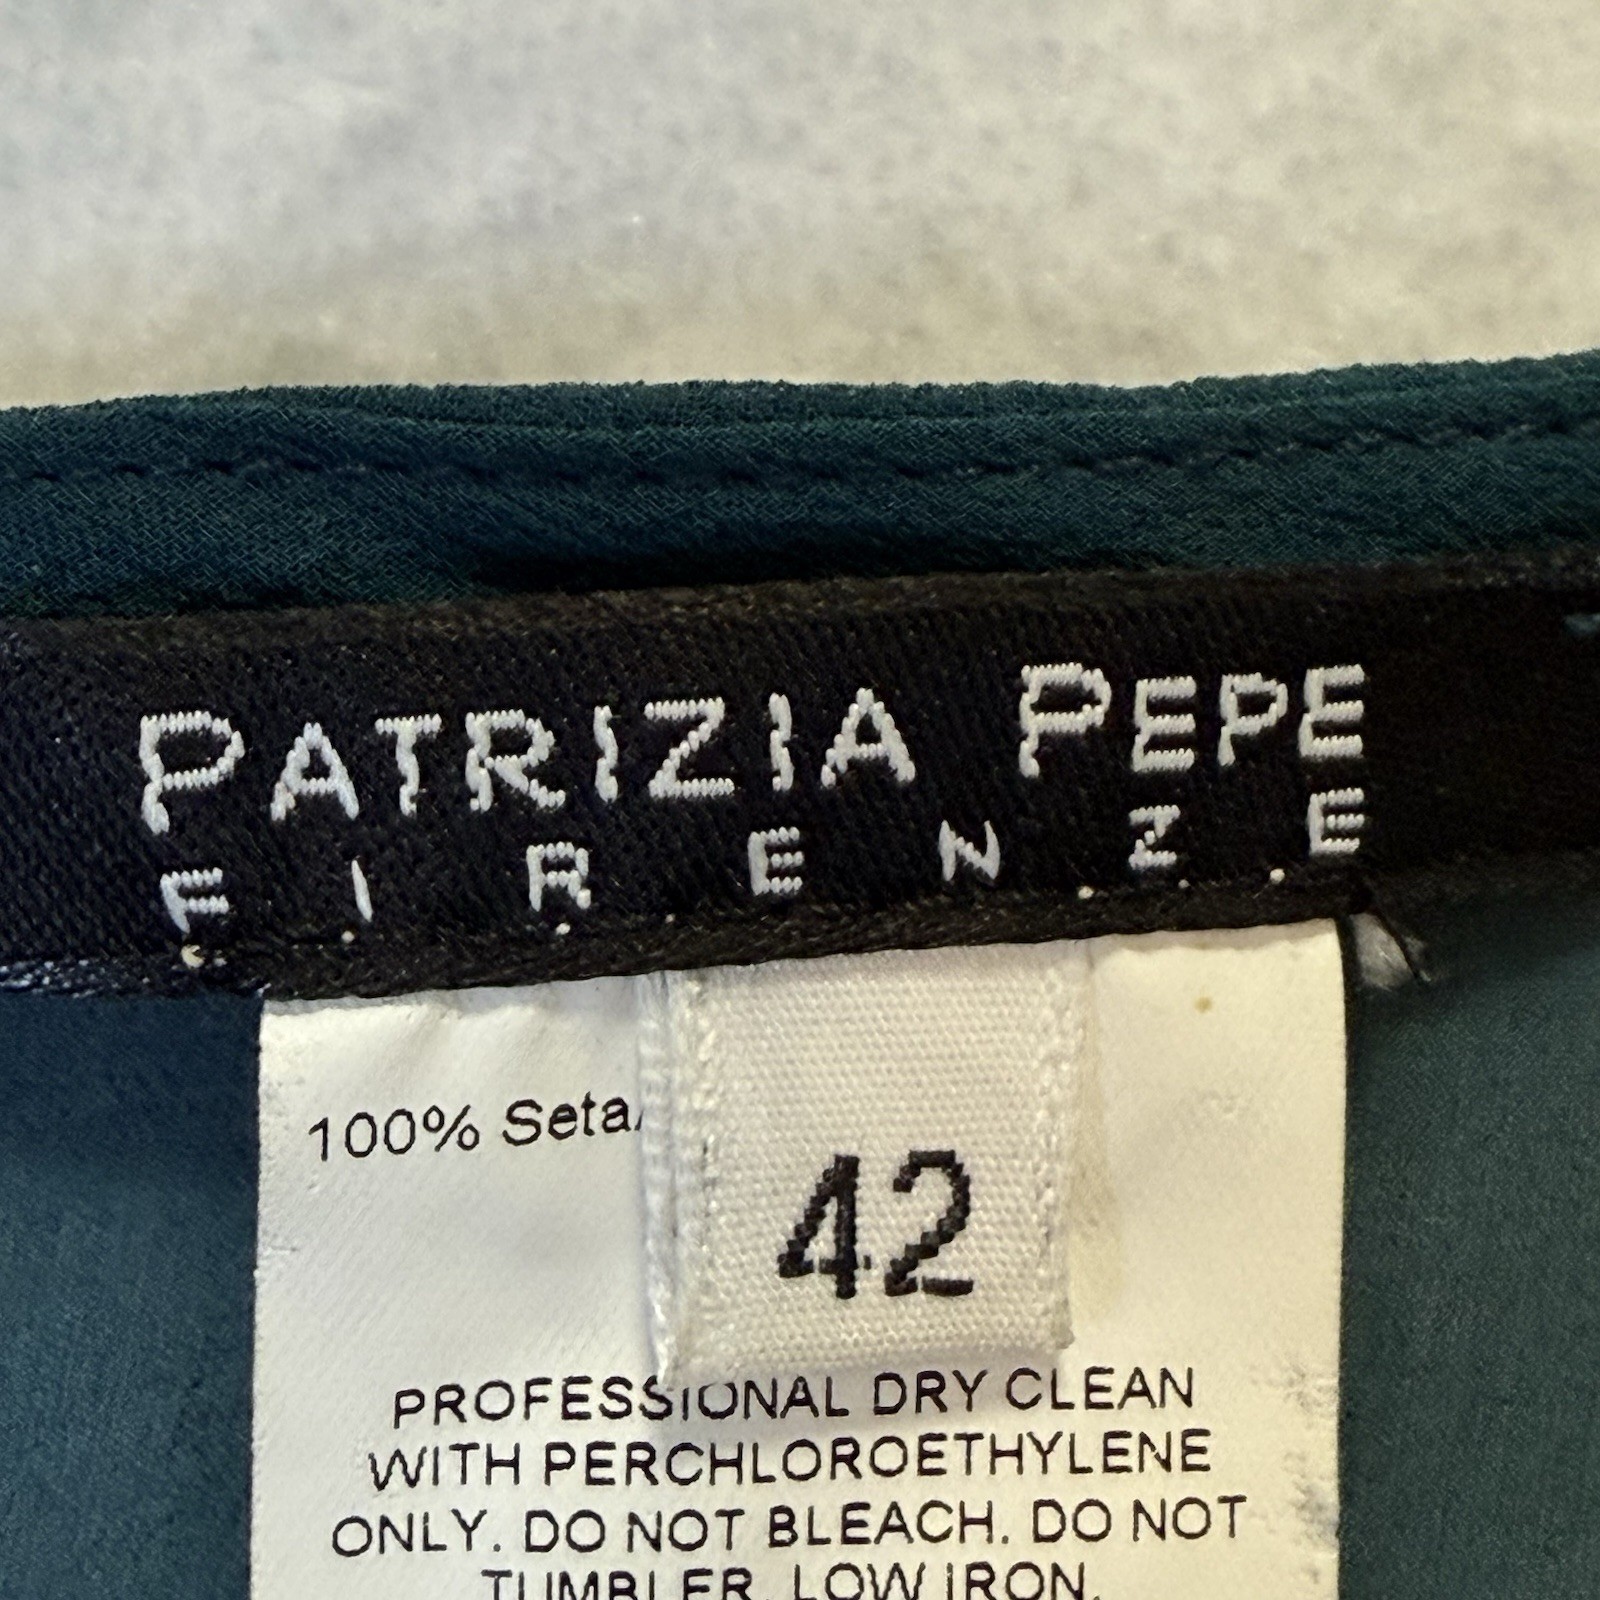 PATRIZIA PEPE
FIRENZE
100% Seta/
42
PROFESSIONAL DRY CLEAN
WITH PERCHLOROETHYLENE
ONLY. DO NOT BLEACH. DO NOT
TUMBLER. LOW IRON.